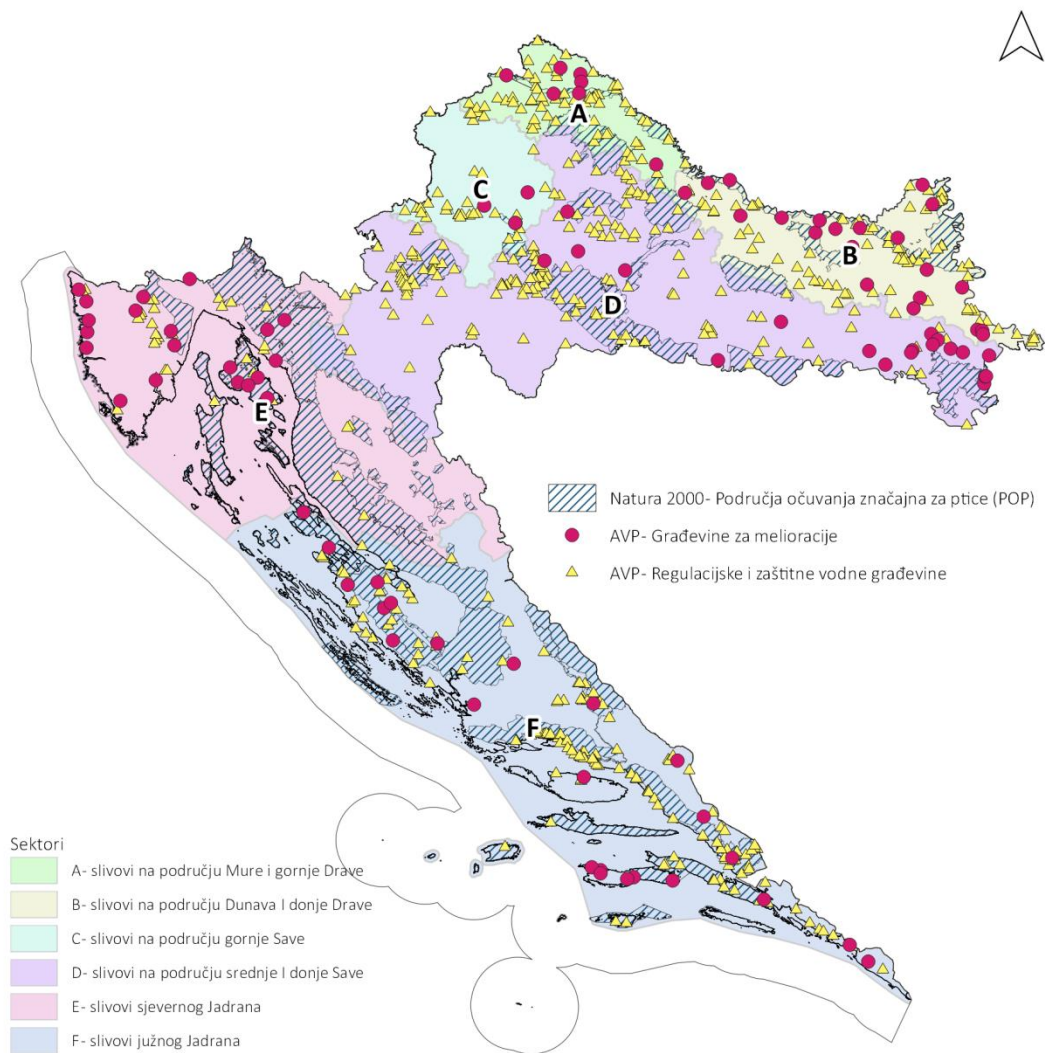 A
C
B
D
E
Natura 2000- Područja očuvanja značajna za ptice (POP)
AVP- Građevine za melioracije
AVP- Regulacijske i zaštitne vodne građevine
F
Sektori
A- slivovi na području Mure i gornje Drave
B- slivovi na području Dunava I donje Drave
C- slivovi na području gornje Save
D- slivovi na području srednje I donje Save
E- slivovi sjevernog Jadrana
F- slivovi južnog Jadrana